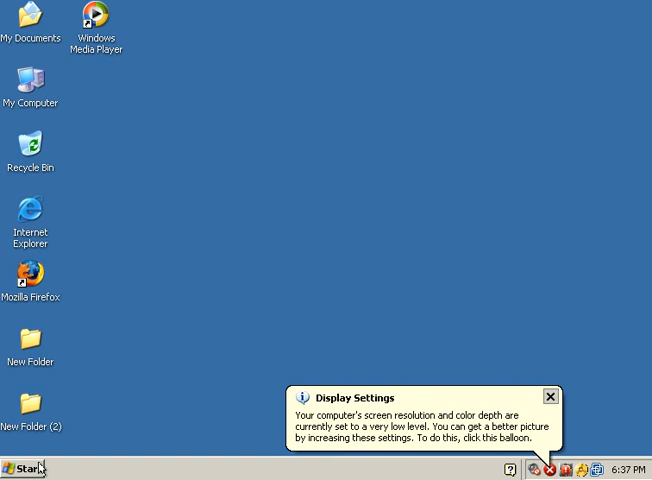 My Documents
Windows
Media Player
My Computer
Recycle Bin
Internet
Explorer
Mozilla Firefox
New Folder
New Folder (2)
Display Settings
Your computer's screen resolution and color depth are
currently set to a very low level. You can get a better picture
by increasing these settings. To do this, click this balloon.
Start
6:37 PM